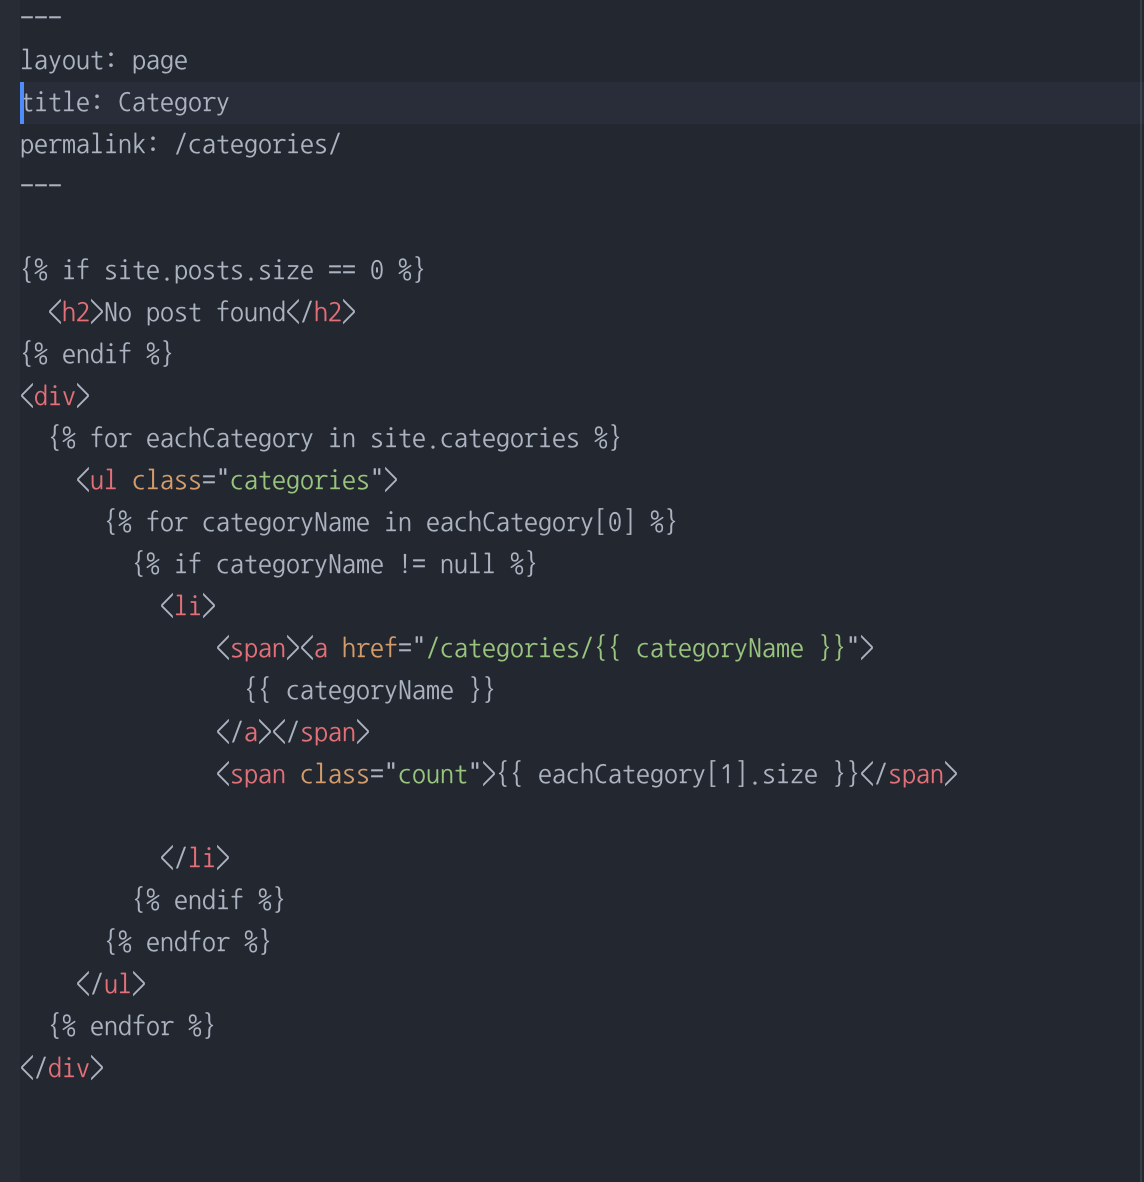 ---
layout: page
title: Category
permalink: /categories/
---
{% if site.posts.size == 0 %}
<h2>No post found</h2>
{% endif %}
<div>
{% for eachCategory in site.categories %}
<ul class="categories">
{% for categoryName in eachCategory[0] %}
{% if categoryName != null %}
<li>
<span><a href="/categories/{{ categoryName }}">
{{ categoryName }}
</a></span>
<span class="count">{{ eachCategory[1].size }}</span>
</li>
{% endif %}
{% endfor %}
</ul>
{% endfor %}
</div>